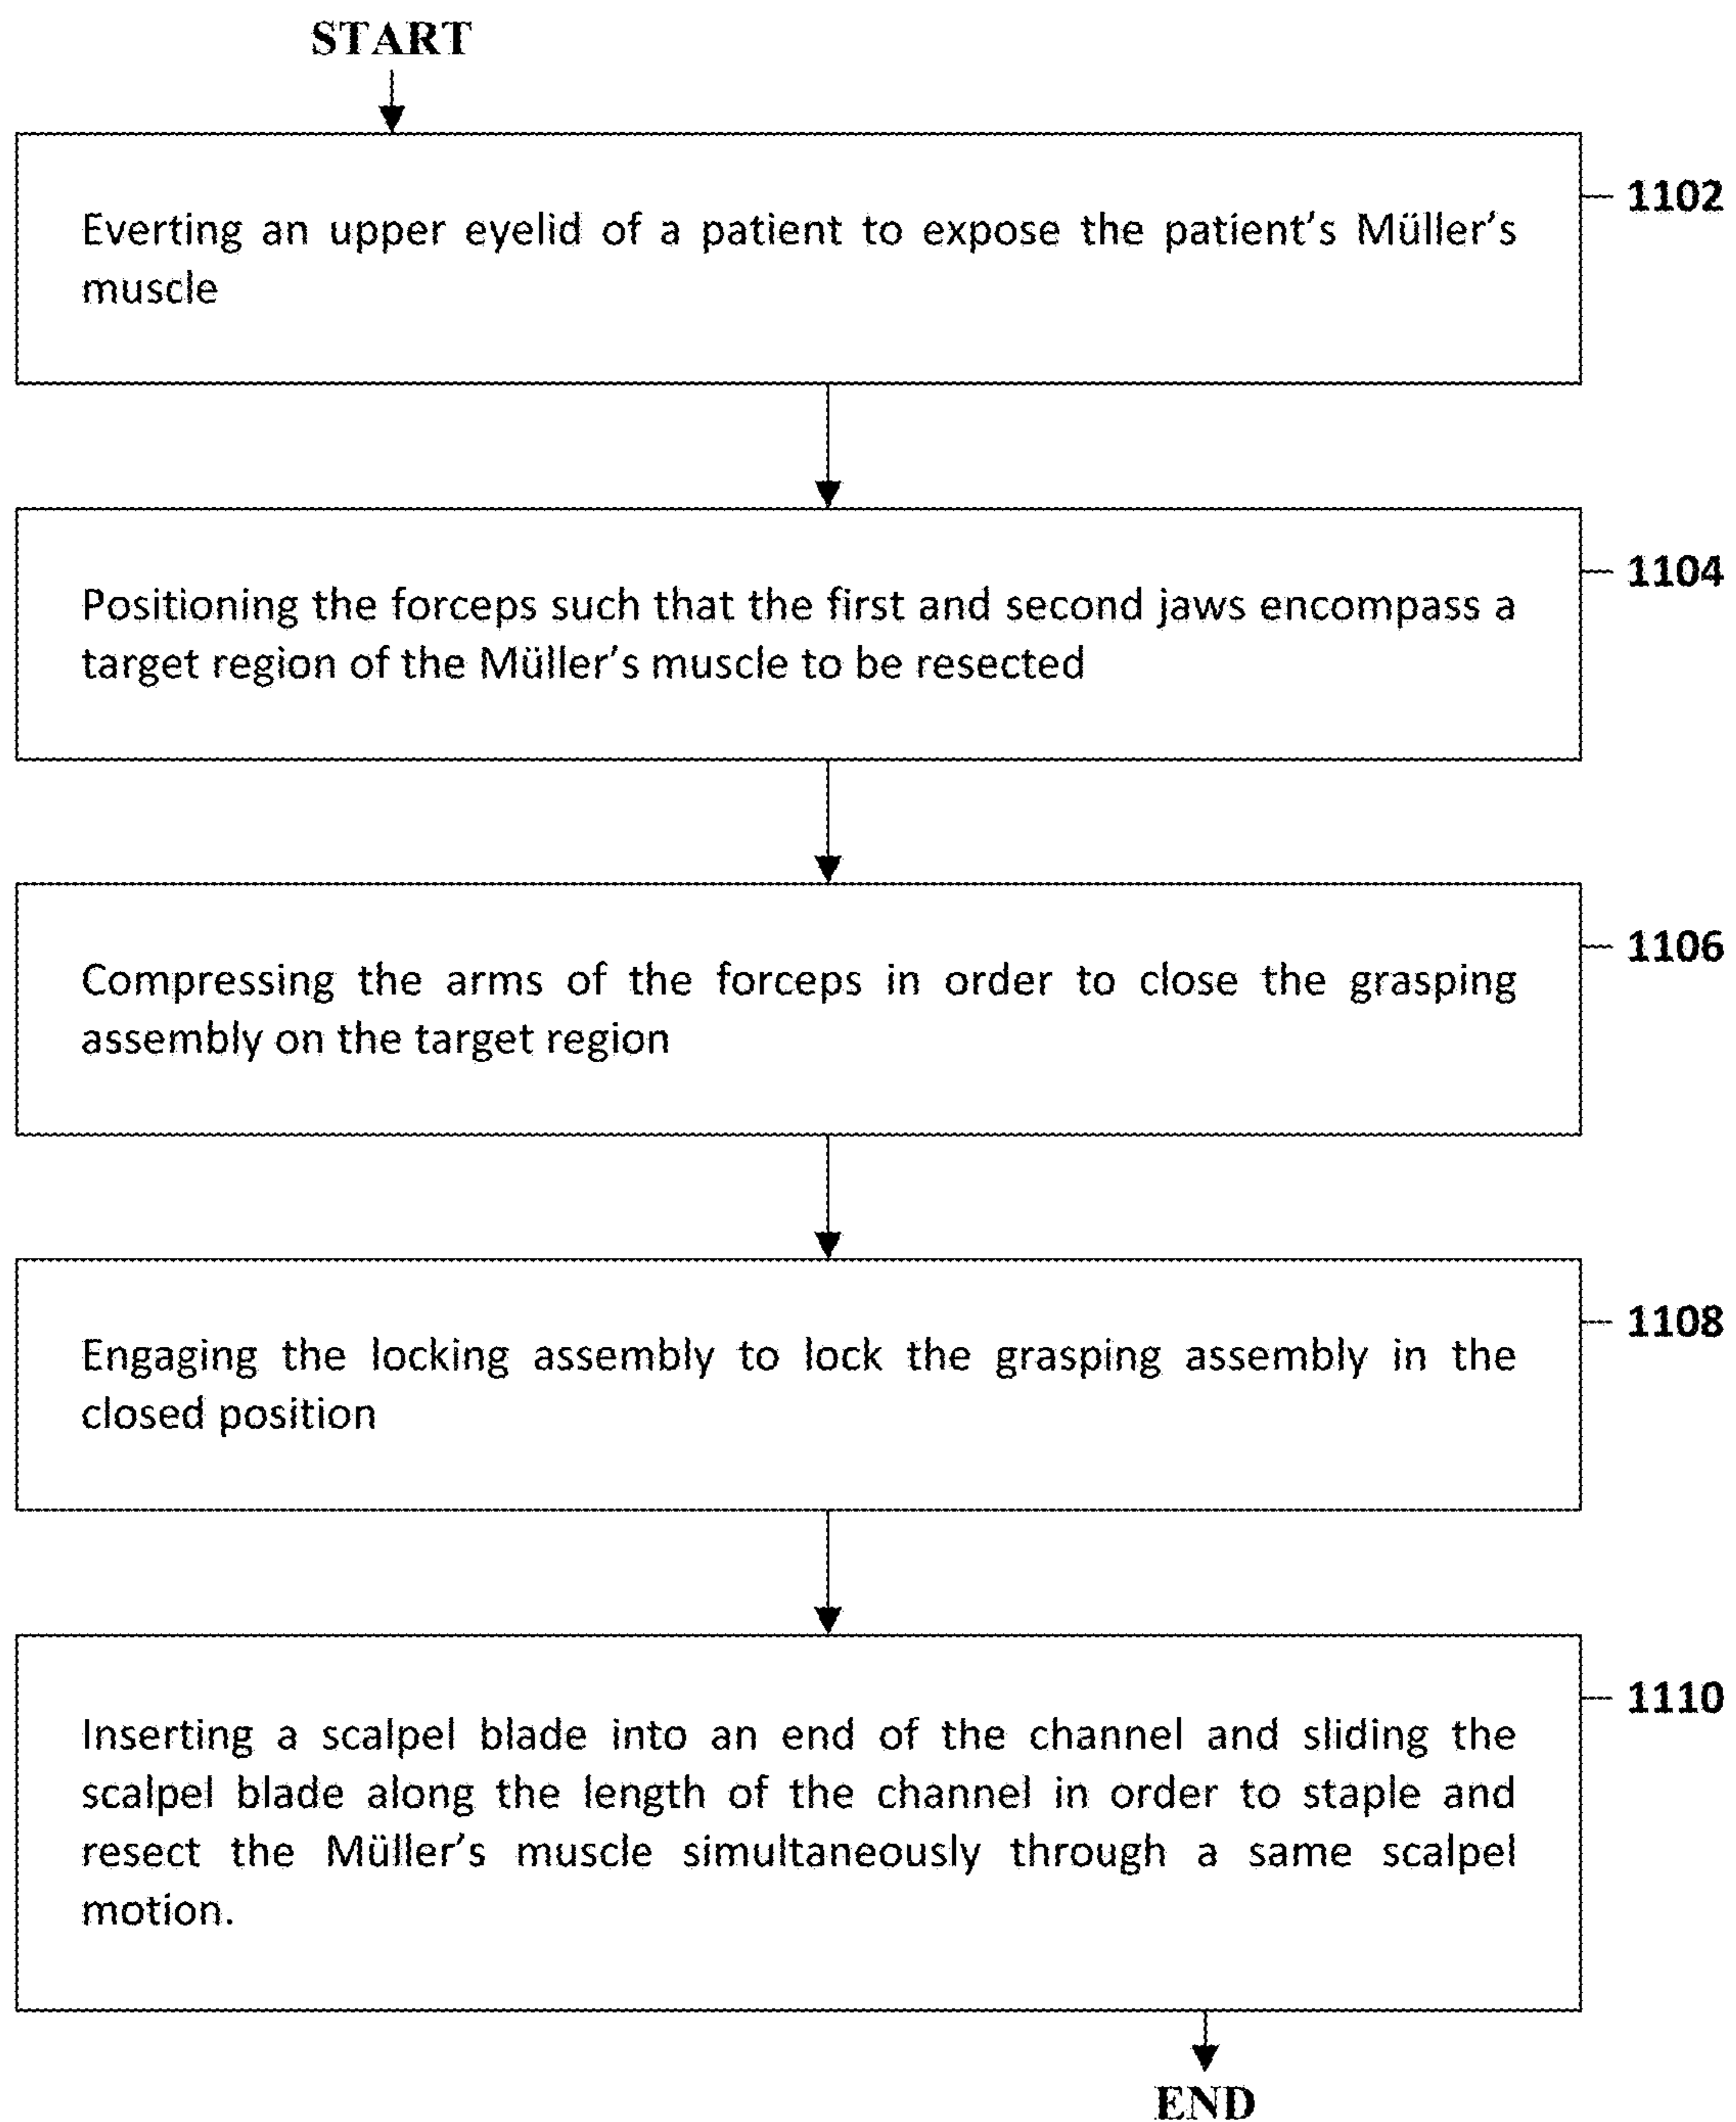 START
1102
Everting an upper eyelid of a patient to expose the patient's Müller's
muscle
1104
Positioning the forceps such that the first and second jaws encompass a
target region of the Müller's muscle to be resected
1106
Compressing the arms of the forceps in order to close the grasping
assembly on the target region
1108
Engaging the locking assembly to lock the grasping assembly in the
closed position
1110
Inserting a scalpel blade into an end of the channel and sliding the
scalpel blade along the length of the channel in order to staple and
resect the Müller's muscle simultaneously through a same scalpel
motion.
END